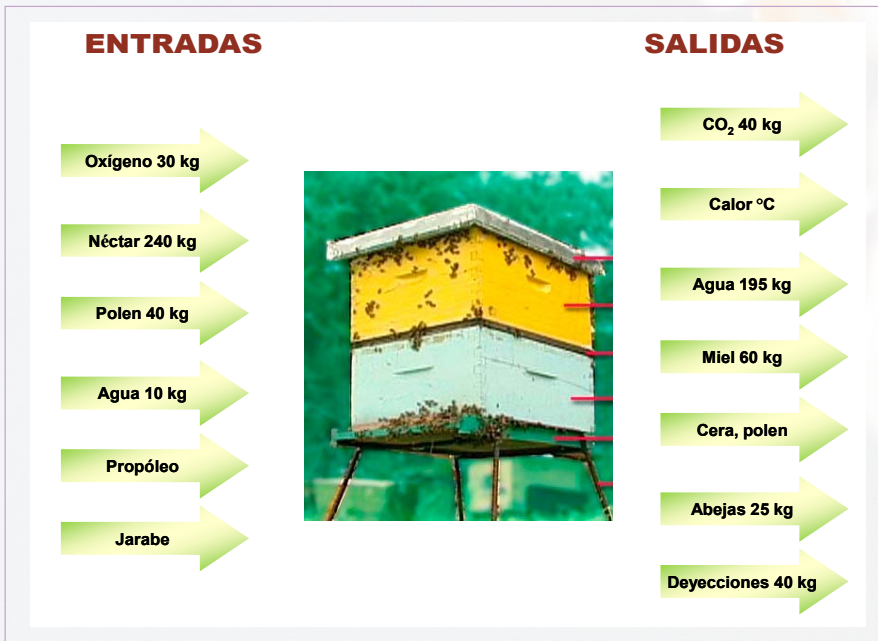 ENTRADAS
Oxígeno 30 kg
Néctar 240 kg
Polen 40 kg
Agua 10 kg
Propóleo
Jarabe
SALIDAS
CO₂ 40 kg
Calor ºC
Agua 195 kg
Miel 60 kg
Cera, polen
Abejas 25 kg
Deyecciones 40 kg